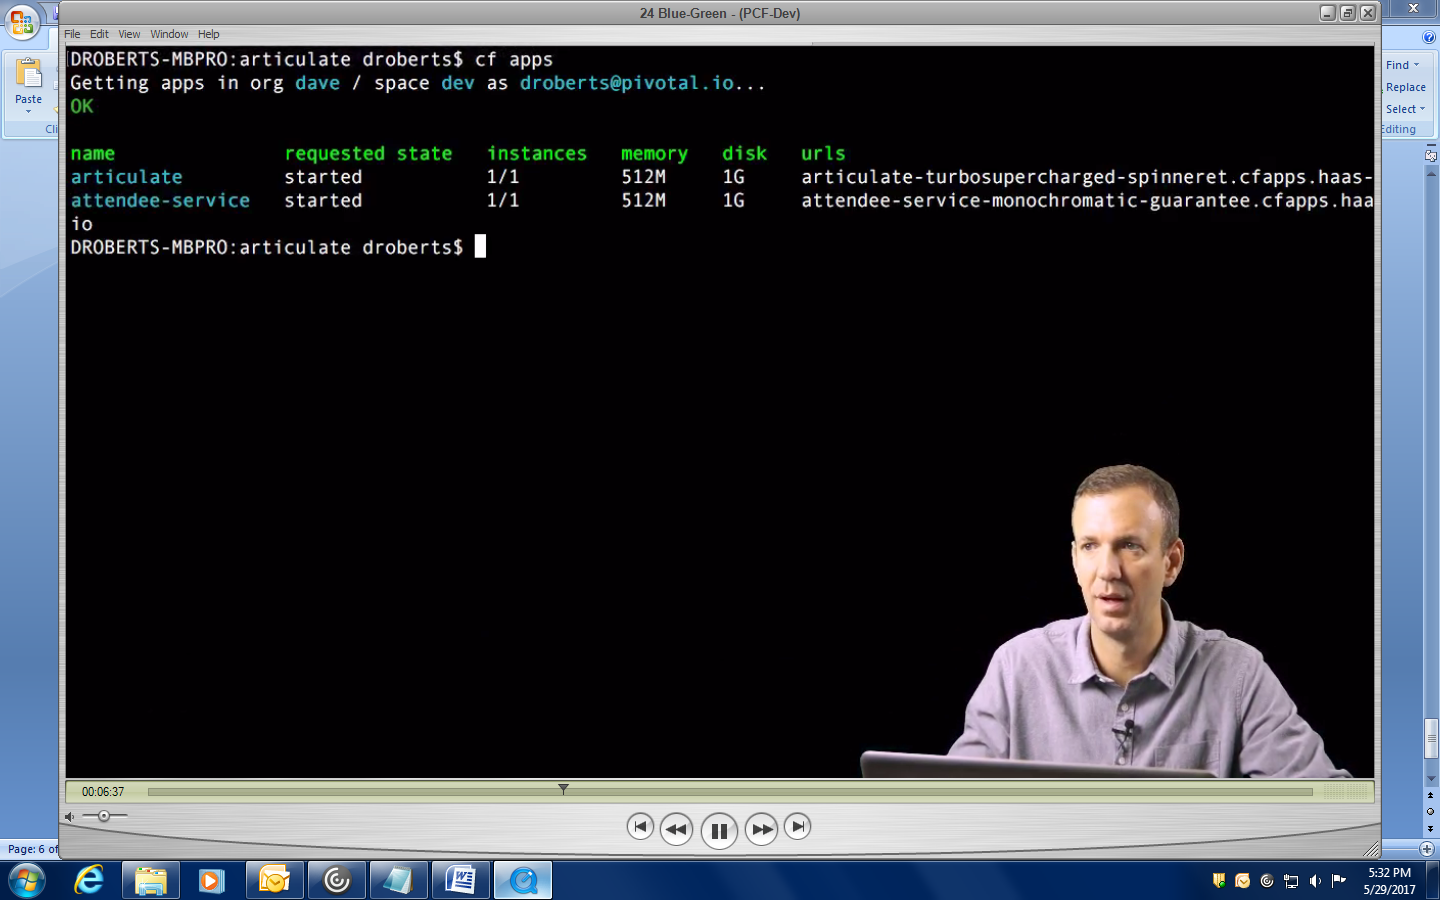 24 Blue-Green - (PCF-Dev)
File Edit View Window Help
DROBERTS-MBPRO:articulate droberts$ cf apps
Getting apps in org dave / space dev as droberts@pivotal.io...
OK
name requested state instances memory disk urls
articulate started 1/1 512M 1G articulate-turbosupercharged-spinneret.cfapps.haas-
attendee-service started 1/1 512M 1G attendee-service-monochromatic-guarantee.cfapps.haa
io
DROBERTS-MBPRO:articulate droberts$
Paste
Cli
Find
Replace
Select
Editing
00:06:37
Page: 6 of
5:32 PM
5/29/2017